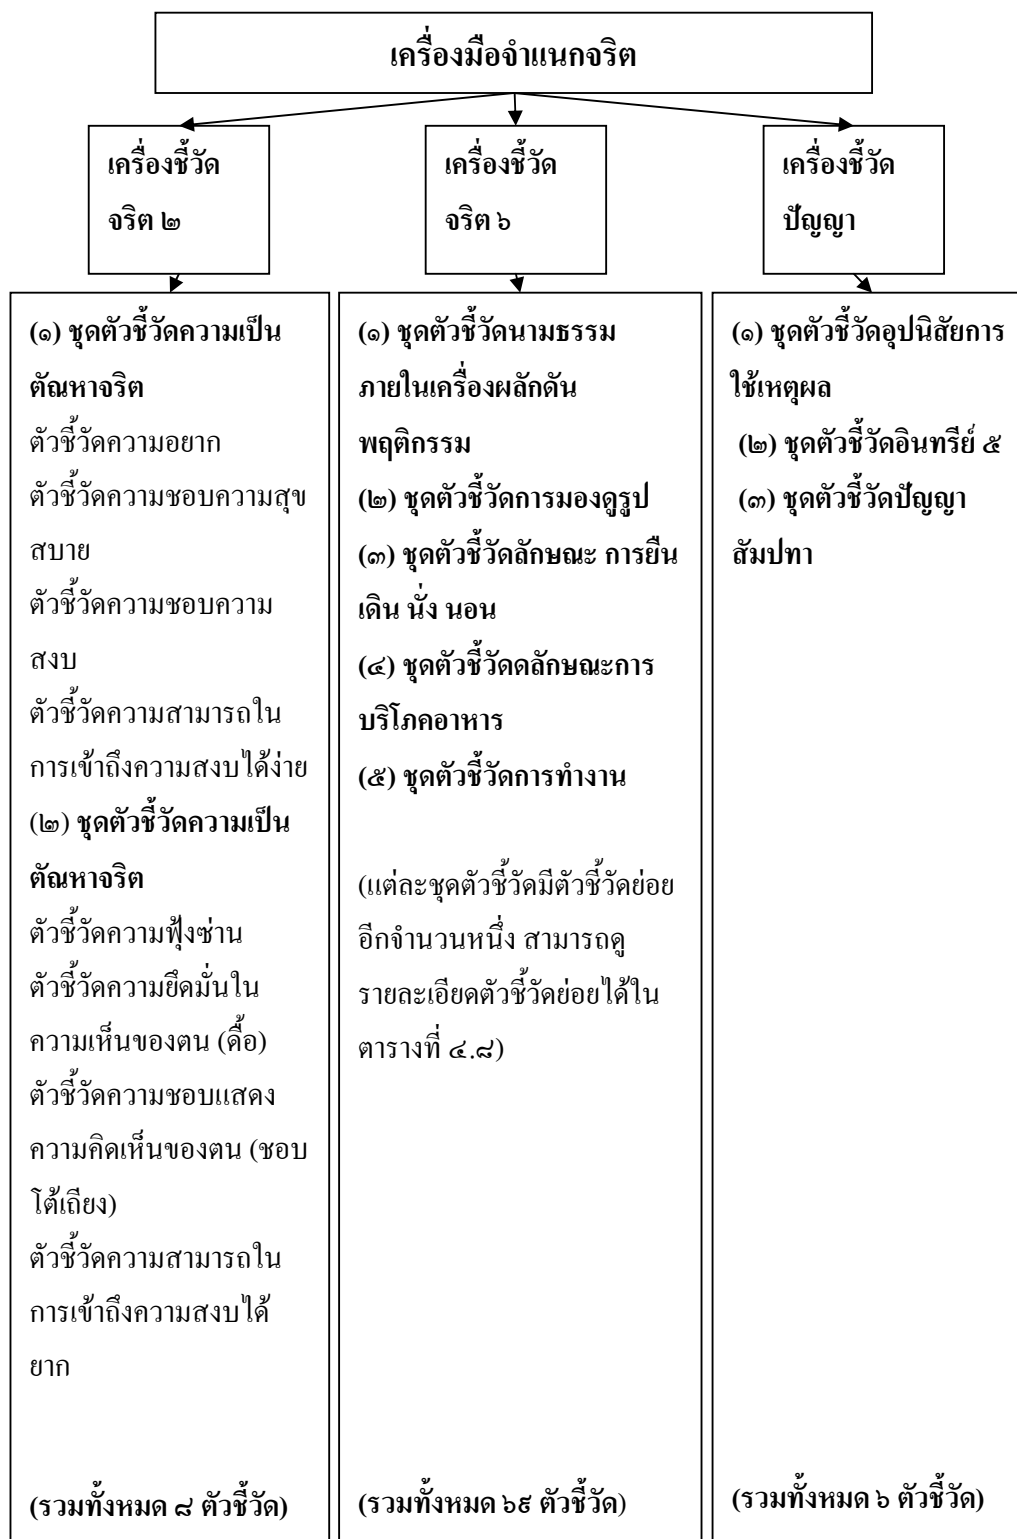 เครื่องมือจำแนกจริต
เครื่องชี้วัด
จริต ๒
เครื่องชี้วัด
จริต ๖
เครื่องชี้วัด
ปัญญา
(๑) ชุดตัวชี้วัดความเป็น
ตัณหาจริต
ตัวชี้วัดความอยาก
ตัวชี้วัดความชอบความสุข
สบาย
ตัวชี้วัดความชอบความ
สงบ
ตัวชี้วัดความสามารถใน
การเข้าถึงความสงบได้ง่าย
(๒) ชุดตัวชี้วัดความเป็น
ตัณหาจริต
ตัวชี้วัดความฟุ้งซ่าน
ตัวชี้วัดความยึดมั่นใน
ความเห็นของตน (ดื้อ)
ตัวชี้วัดความชอบแสดง
ความคิดเห็นของตน (ชอบ
โต้เถียง)
ตัวชี้วัดความสามารถใน
การเข้าถึงความสงบได้
ยาก
(รวมทั้งหมด ๘ ตัวชี้วัด)
(๑) ชุดตัวชี้วัดนามธรรม
ภายในเครื่องผลักดัน
พฤติกรรม
(๒) ชุดตัวชี้วัดการมองดูรูป
(๓) ชุดตัวชี้วัดลักษณะ การยืน
เดิน นั่ง นอน
(๔) ชุดตัวชี้วัดดลักษณะการ
บริโภคอาหาร
(๕) ชุดตัวชี้วัดการทำงาน
(แต่ละชุดตัวชี้วัดมีตัวชี้วัดย่อย
อีกจำนวนหนึ่ง สามารถดู
รายละเอียดตัวชี้วัดย่อยได้ใน
ตารางที่ ๔.๘)
(รวมทั้งหมด ๖๙ ตัวชี้วัด)
(๑) ชุดตัวชี้วัดอุปนิสัยการ
ใช้เหตุผล
(๒) ชุดตัวชี้วัดอินทรีย์ ๕
(๓) ชุดตัวชี้วัดปัญญา
สัมปทา
(รวมทั้งหมด ๖ ตัวชี้วัด)